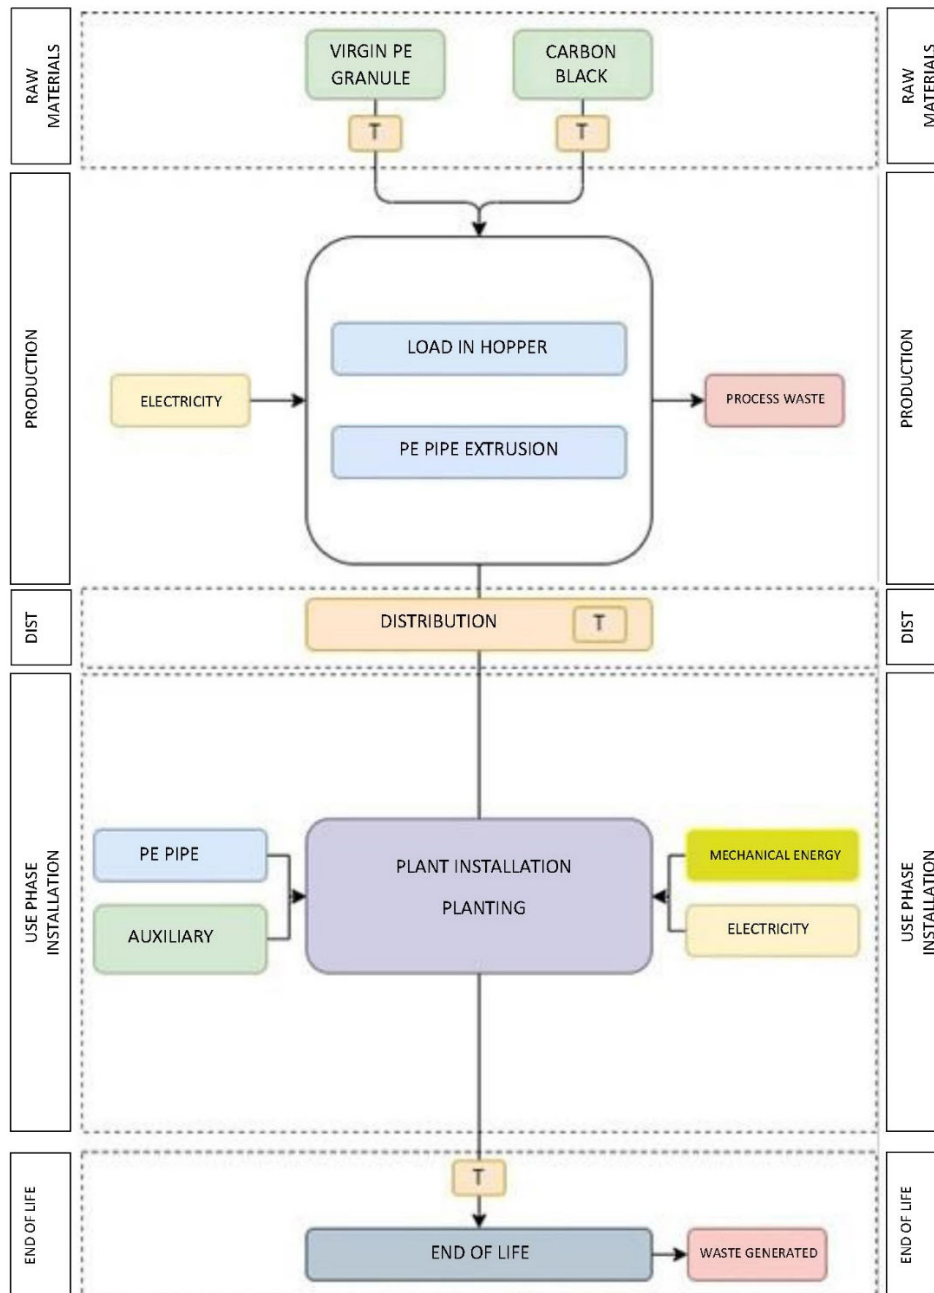 RAW
MATERIALS
VIRGIN PE
GRANULE
CARBON
BLACK
RAW
MATERIALS
T
T
PRODUCTION
LOAD IN HOPPER
ELECTRICITY
PROCESS WASTE
PRODUCTION
PE PIPE EXTRUSION
DIST
DISTRIBUTION
T
DIST
USE PHASE
INSTALLATION
PE PIPE
PLANT INSTALLATION
MECHANICAL ENERGY
USE PHASE
INSTALLATION
PLANTING
AUXILIARY
ELECTRICITY
T
END OF LIFE
END OF LIFE
WASTE GENERATED
END OF LIFE